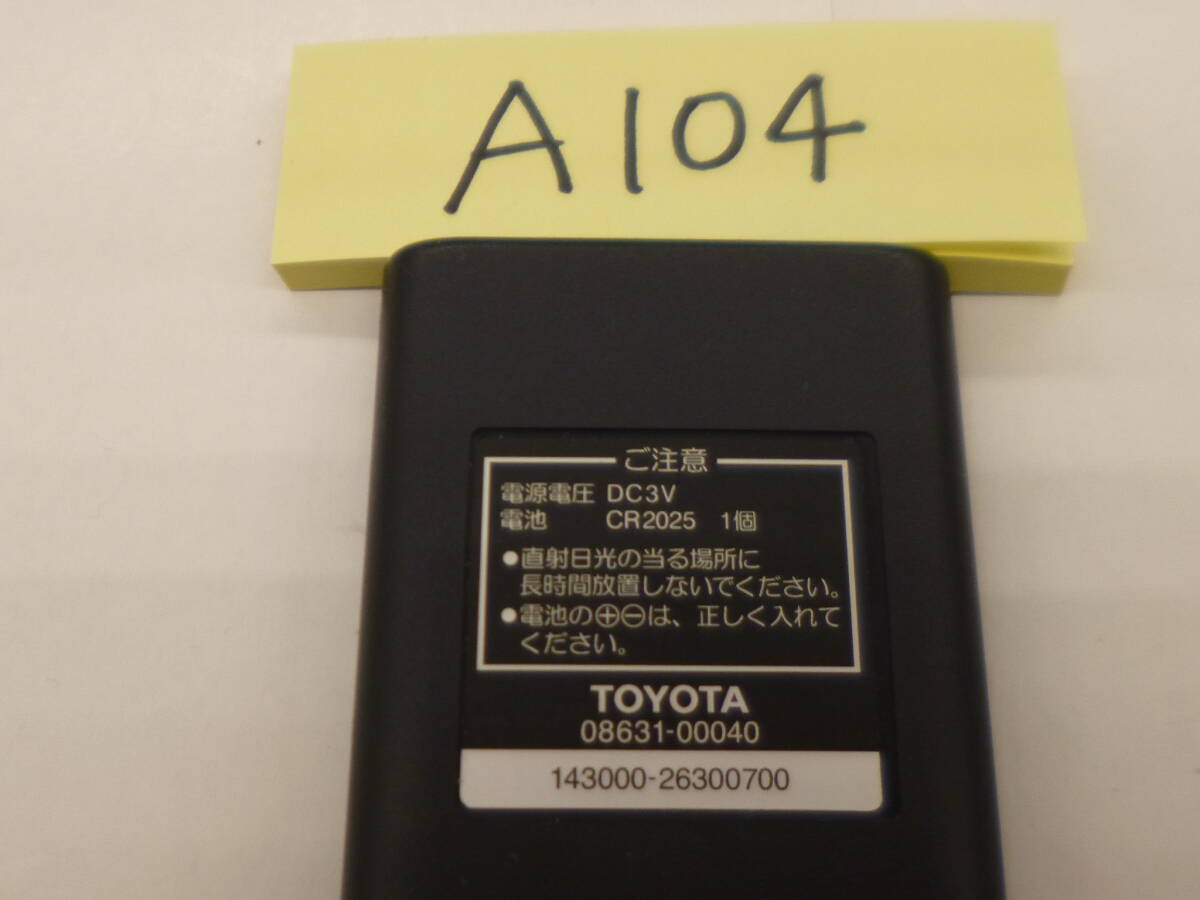 A104
ご注意
電源電圧 DC3V
電池 CR2025 1個
●直射日光の当る場所に
長時間放置しないでください。
●電池の⊕⊖は、正しく入れて
ください。
TOYOTA
08631-00040
143000-26300700